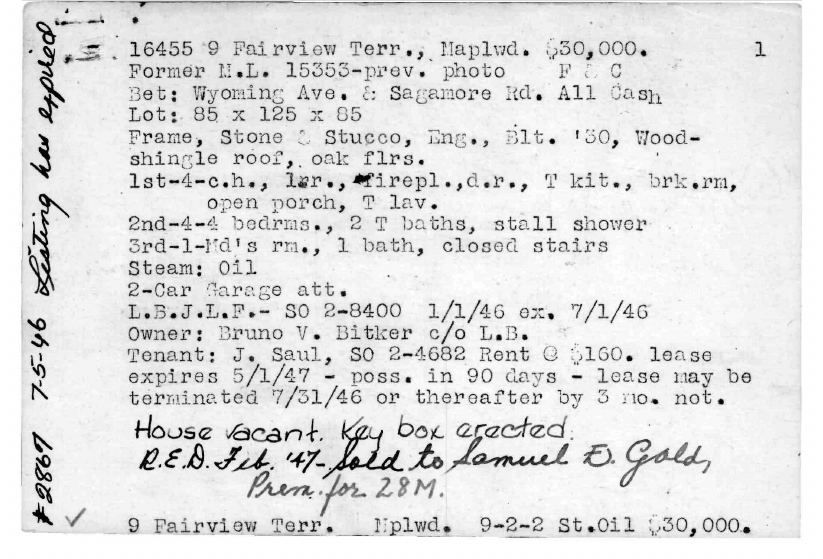 16455 9 Fairview Terr., Maplwd. $30,000. 1
Former M.L. 15353-prev. photo F & C
Bet: Wyoming Ave. & Sagamore Rd. All Cash
Lot: 85 x 125 x 85
Frame, Stone & Stucco, Eng., Blt. '30, Wood-
shingle roof, oak flrs.
1st-4-c.h., lrr., firepl.,d.r., T kit., brk.rm,
open porch, T lav.
2nd-4-4 bedrms., 2 T baths, stall shower
3rd-1-Md's rm., 1 bath, closed stairs
Steam: Oil
2-Car Garage att.
L.B.J.L.F.- SO 2-8400 1/1/46 ex. 7/1/46
Owner: Bruno V. Bitker c/o L.B.
Tenant: J. Saul, SO 2-4682 Rent @ $160. lease
expires 5/1/47 - poss. in 90 days - lease may be
terminated 7/31/46 or thereafter by 3 mo. not.
House vacant. Key box erected.
R.E.D. Feb. '47- Sold to Samuel D. Gold,
Prem. for 28M.
9 Fairview Terr. Mplwd. 9-2-2 St.Oil $30,000.
#2867 7-5-46 Listing has expired